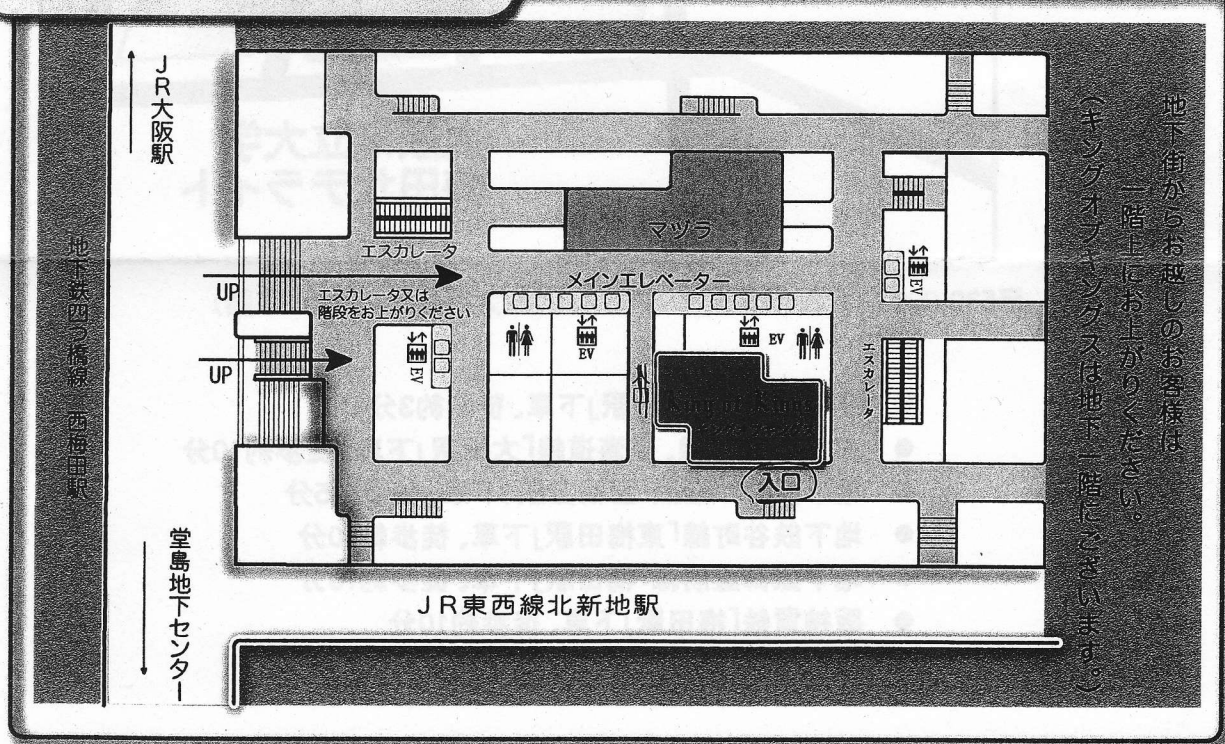 地下街からお越しのお客様は
一階上にお上がりください。
(キングオブキングスは地下一階にございます。)
JR大阪駅
地下鉄四つ橋線 西梅田駅
堂島地下センター
エスカレータ
UP
エスカレータ又は
階段をお上がりください
UP
EV
マヅラ
メインエレベーター
EV
EV
EV
エスカレータ
入口
King of Kings
入口
JR東西線北新地駅